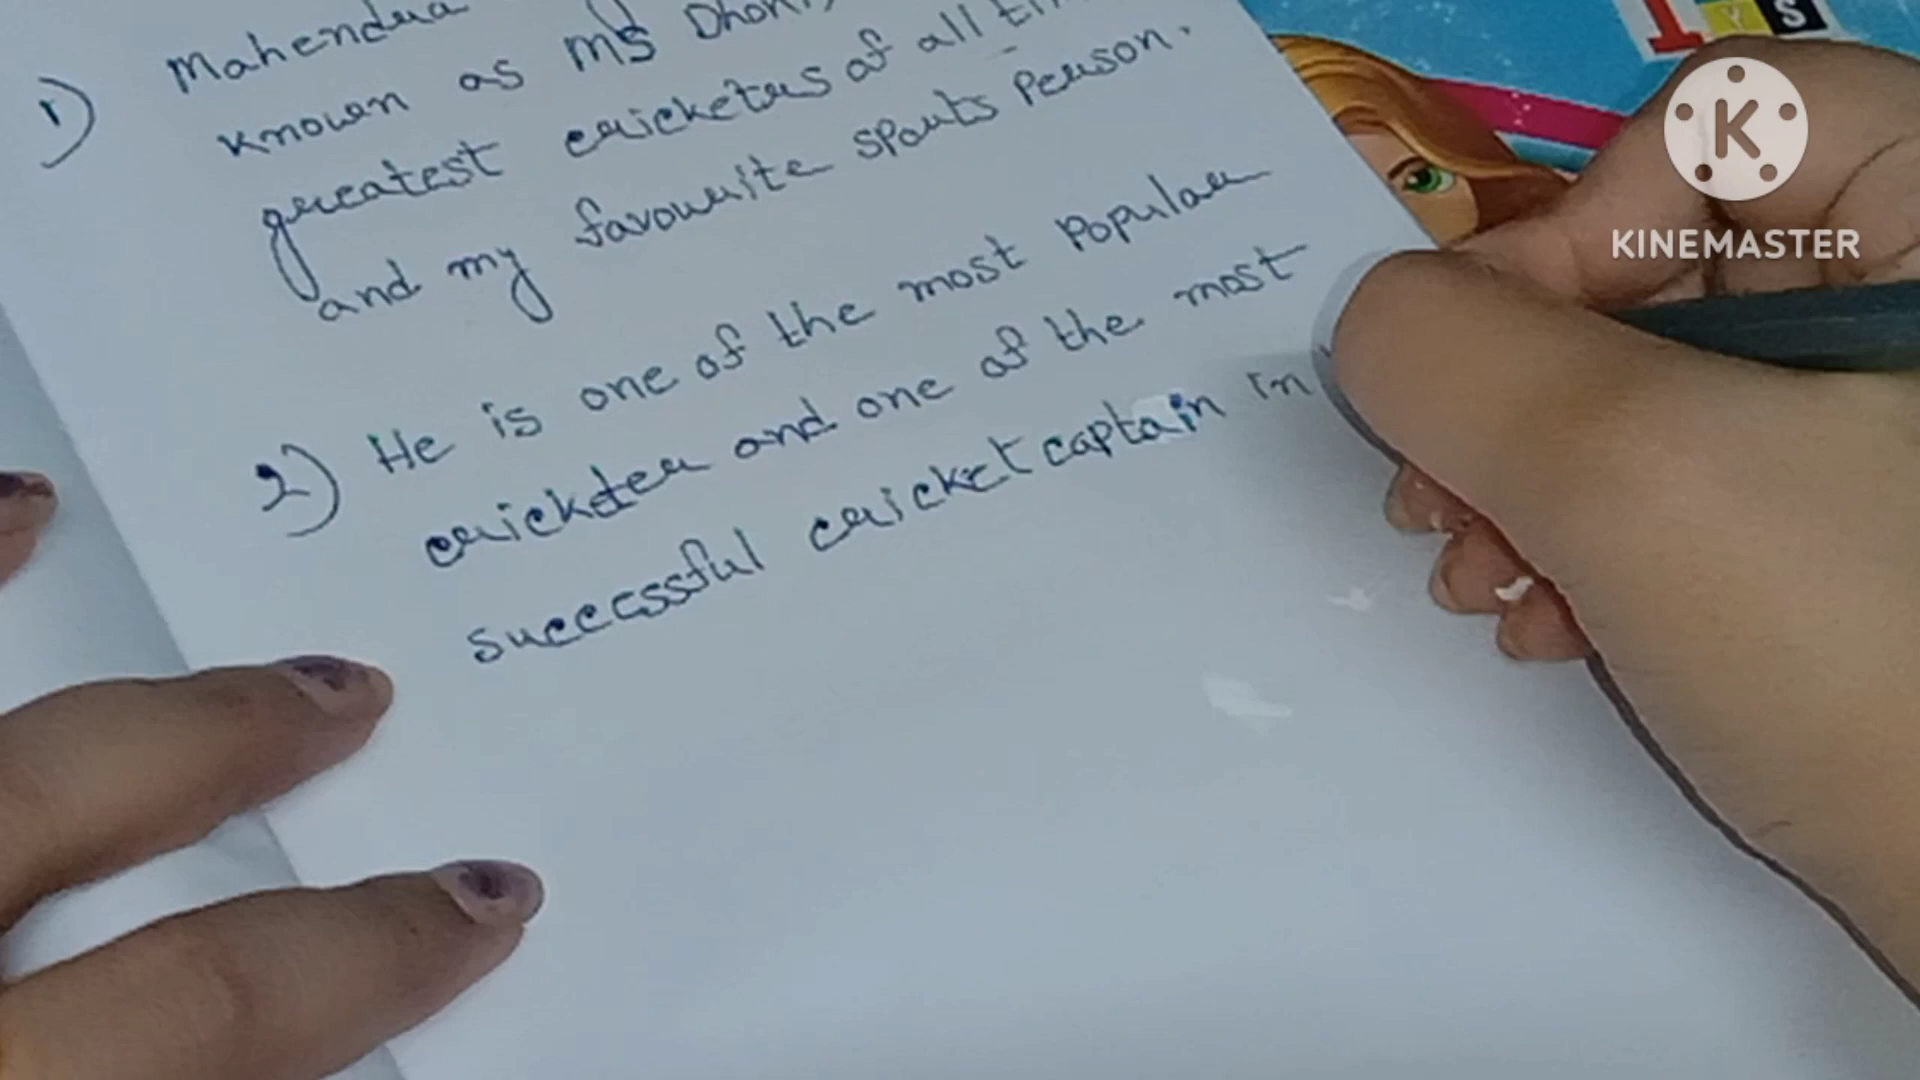 1) Mahendra
known as MS Dhoni,
greatest cricketers of all
and my favourite sports person.
2) He is one of the most popular
crickter and one of the most
successful cricket captain in
KINEMASTER